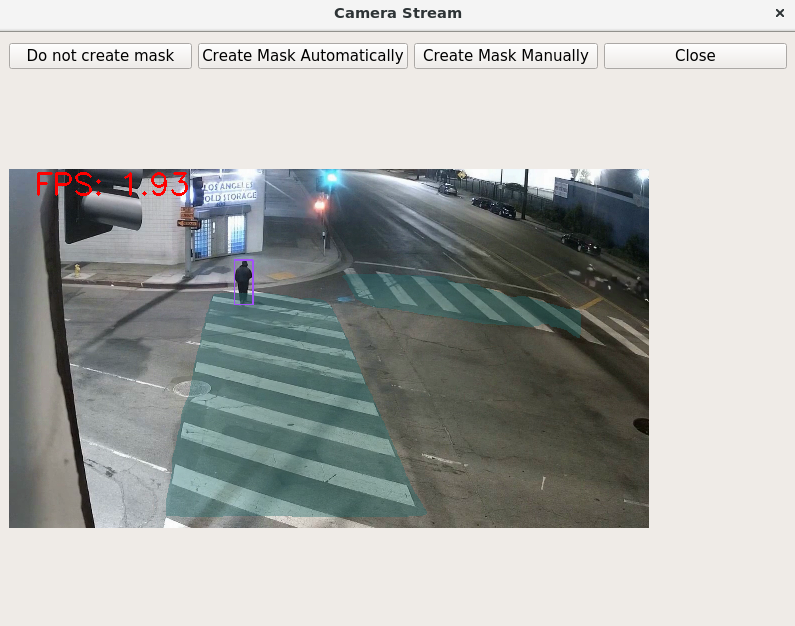 Camera Stream
Do not create mask
Create Mask Automatically
Create Mask Manually
Close
FPS: 1.93
LOS ANGELES
COLD STORAGE